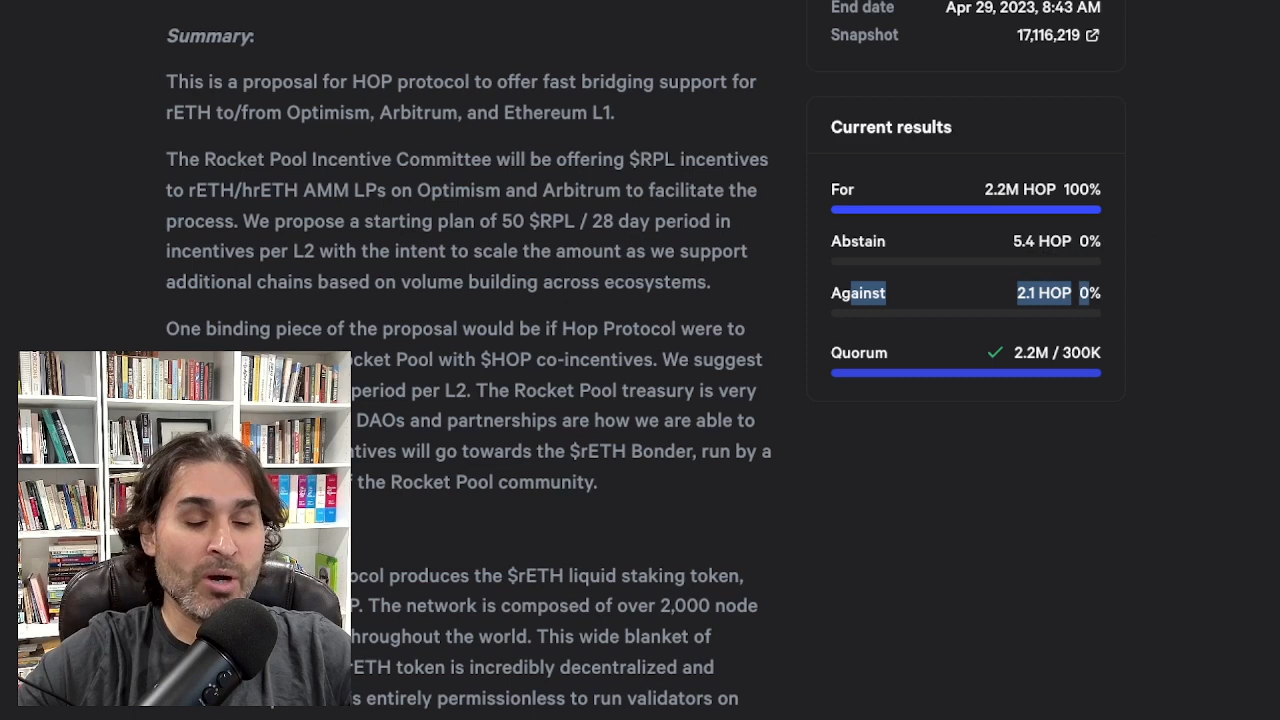 Summary:
This is a proposal for HOP protocol to offer fast bridging support for
rETH to/from Optimism, Arbitrum, and Ethereum L1.
The Rocket Pool Incentive Committee will be offering $RPL incentives
to rETH/hrETH AMM LPs on Optimism and Arbitrum to facilitate the
process. We propose a starting plan of 50 $RPL / 28 day period in
incentives per L2 with the intent to scale the amount as we support
additional chains based on volume building across ecosystems.
One binding piece of the proposal would be if Hop Protocol were to
ocket Pool with $HOP co-incentives. We suggest
period per L2. The Rocket Pool treasury is very
DAOs and partnerships are how we are able to
ntives will go towards the $rETH Bonder, run by a
f the Rocket Pool community.
ocol produces the $rETH liquid staking token,
P. The network is composed of over 2,000 node
hroughout the world. This wide blanket of
rETH token is incredibly decentralized and
s entirely permissionless to run validators on
End date Apr 29, 2023, 8:43 AM
Snapshot 17,116,219
Current results
For 2.2M HOP 100%
Abstain 5.4 HOP 0%
Against 2.1 HOP 0%
Quorum 2.2M / 300K